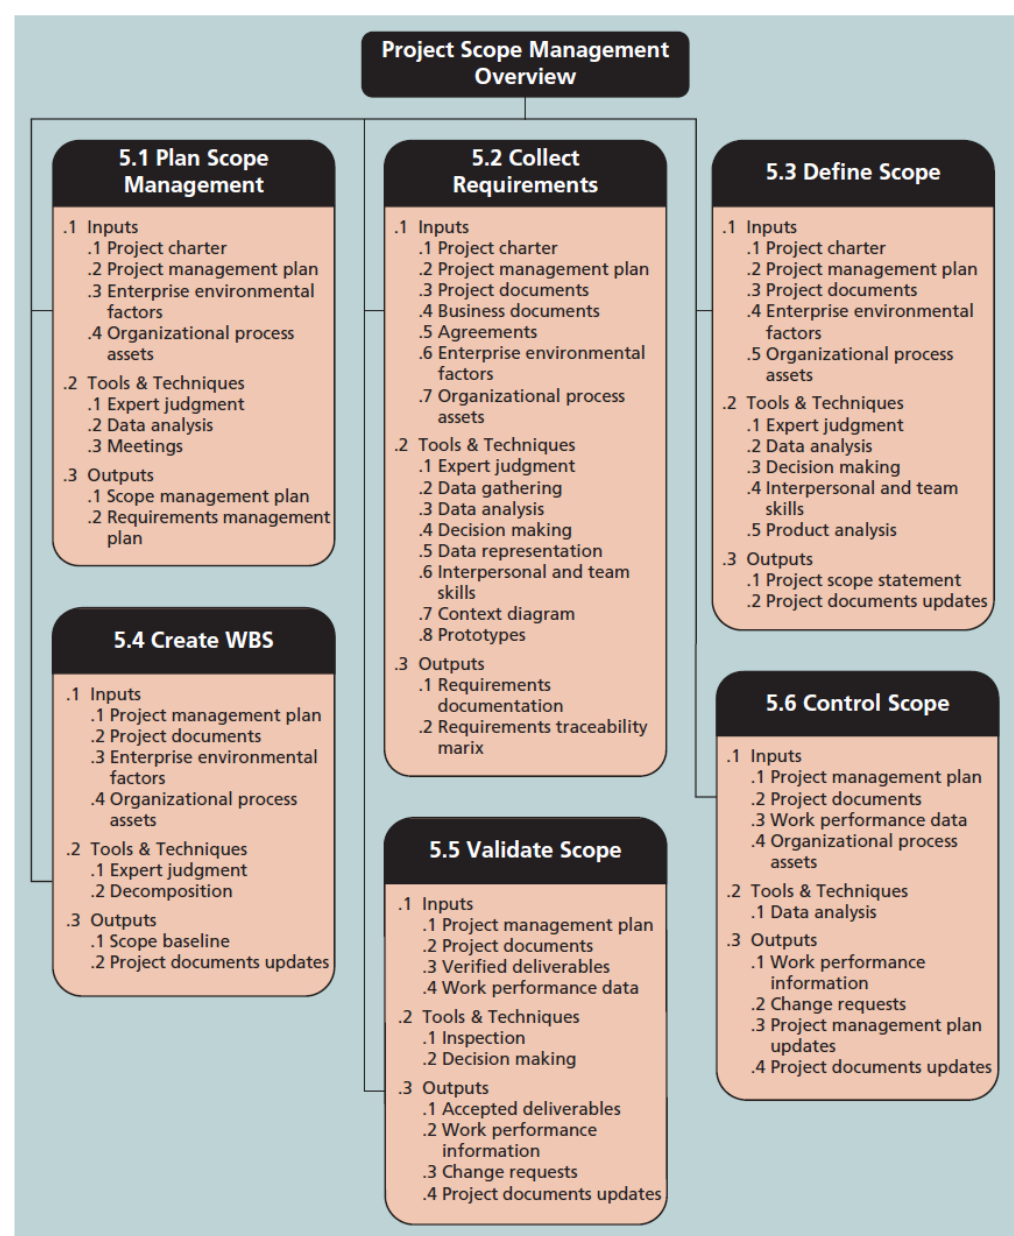 Project Scope Management
Overview
5.1 Plan Scope
Management
.1 Inputs
.1 Project charter
.2 Project management plan
.3 Enterprise environmental
factors
.4 Organizational process
assets
.2 Tools & Techniques
.1 Expert judgment
.2 Data analysis
.3 Meetings
.3 Outputs
.1 Scope management plan
.2 Requirements management
plan
5.2 Collect
Requirements
.1 Inputs
.1 Project charter
.2 Project management plan
.3 Project documents
.4 Business documents
.5 Agreements
.6 Enterprise environmental
factors
.7 Organizational process
assets
.2 Tools & Techniques
.1 Expert judgment
.2 Data gathering
.3 Data analysis
.4 Decision making
.5 Data representation
.6 Interpersonal and team
skills
.7 Context diagram
.8 Prototypes
.3 Outputs
.1 Requirements
documentation
.2 Requirements traceability
marix
5.3 Define Scope
.1 Inputs
.1 Project charter
.2 Project management plan
.3 Project documents
.4 Enterprise environmental
factors
.5 Organizational process
assets
.2 Tools & Techniques
.1 Expert judgment
.2 Data analysis
.3 Decision making
.4 Interpersonal and team
skills
.5 Product analysis
.3 Outputs
.1 Project scope statement
.2 Project documents updates
5.4 Create WBS
.1 Inputs
.1 Project management plan
.2 Project documents
.3 Enterprise environmental
factors
.4 Organizational process
assets
.2 Tools & Techniques
.1 Expert judgment
.2 Decomposition
.3 Outputs
.1 Scope baseline
.2 Project documents updates
5.5 Validate Scope
.1 Inputs
.1 Project management plan
.2 Project documents
.3 Verified deliverables
.4 Work performance data
.2 Tools & Techniques
.1 Inspection
.2 Decision making
.3 Outputs
.1 Accepted deliverables
.2 Work performance
information
.3 Change requests
.4 Project documents updates
5.6 Control Scope
.1 Inputs
.1 Project management plan
.2 Project documents
.3 Work performance data
.4 Organizational process
assets
.2 Tools & Techniques
.1 Data analysis
.3 Outputs
.1 Work performance
information
.2 Change requests
.3 Project management plan
updates
.4 Project documents updates